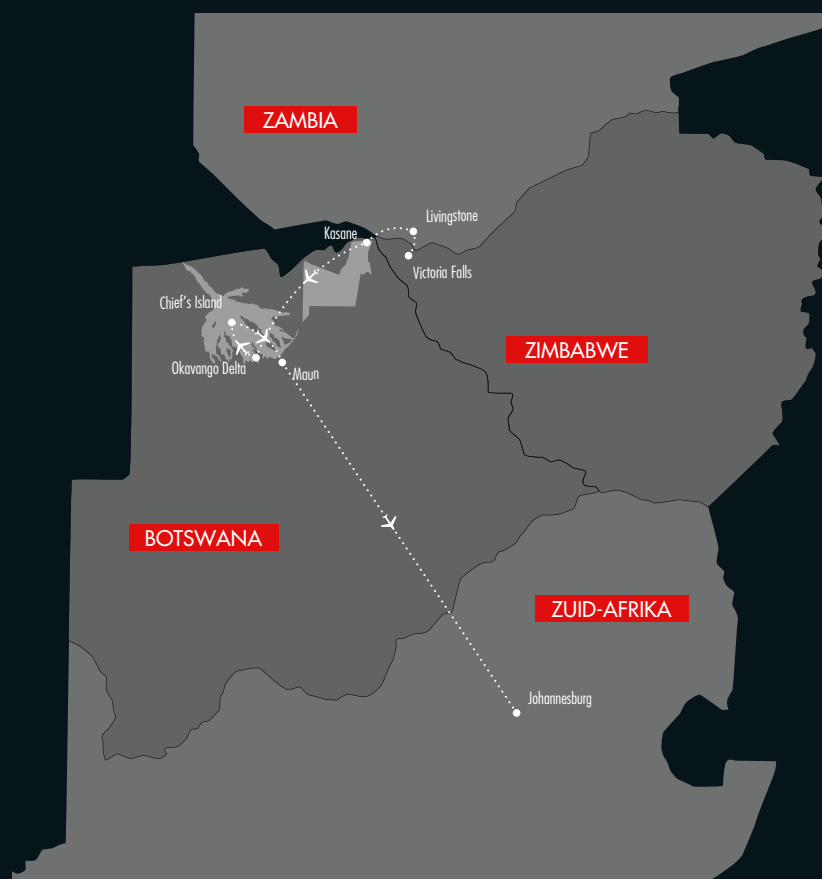 ZAMBIA
Livingstone
Kasane
Victoria Falls
Chief's Island
ZIMBABWE
Okavango Delta
Maun
BOTSWANA
ZUID-AFRIKA
Johannesburg